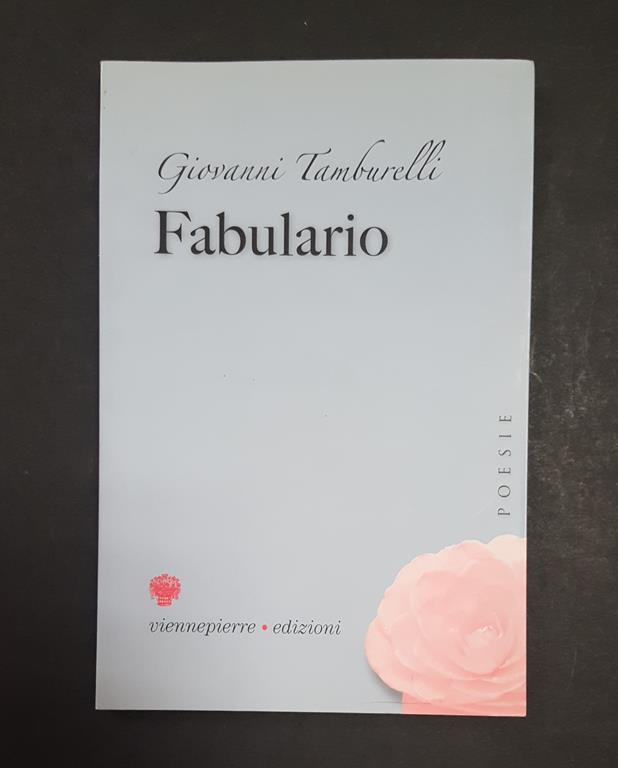 Giovanni Tamburelli
Fabulario
POESIE
viennepierre • edizioni